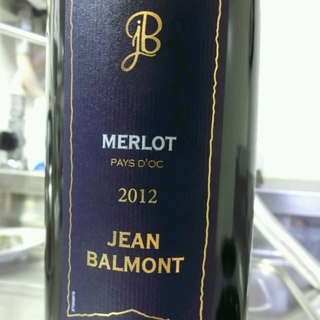 jB
MERLOT
PAYS D'OC
2012
JEAN
BALMONT